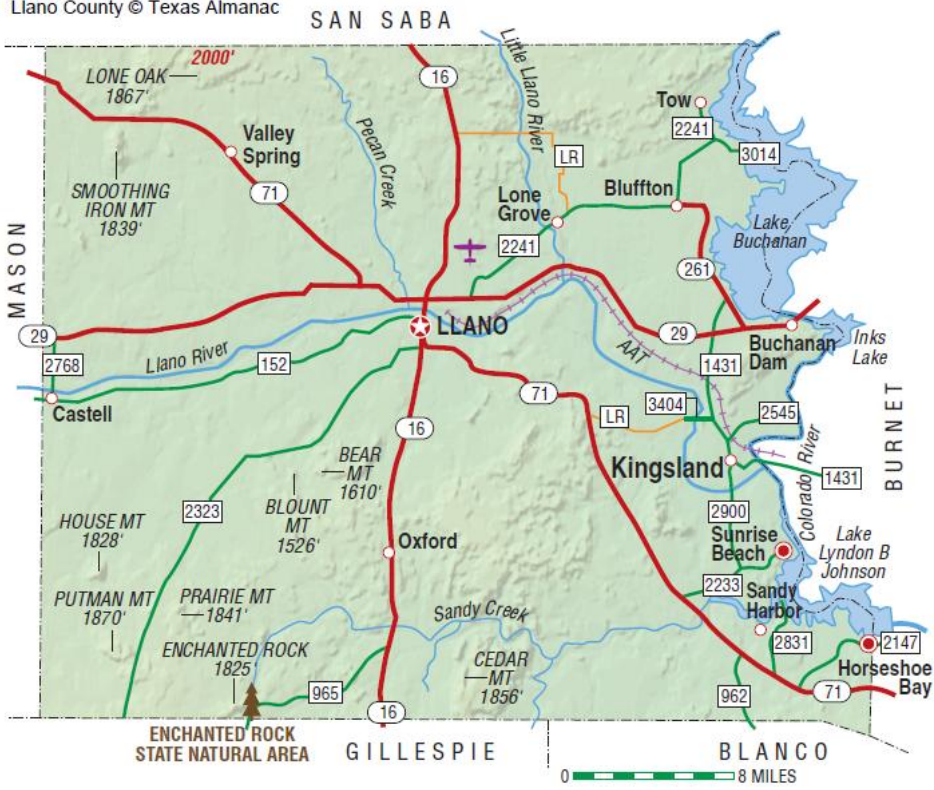 Llano County © Texas Almanac
SAN SABA
2000'
LONE OAK
1867'
16
Little Llano River
Tow
2241
3014
Valley
Spring
Pecan Creek
LR
SMOOTHING
IRON MT
1839'
71
Lone
Grove
Bluffton
2241
Lake
Buchanan
MASON
261
29
LLANO
29
Buchanan
Dam
Inks
Lake
2768
Llano River
152
AAT
1431
Castell
71
3404
LR
2545
BURNET
16
BEAR
MT
1610'
Kingsland
1431
Colorado River
2323
BLOUNT
MT
1526'
2900
HOUSE MT
1828'
Oxford
Sunrise
Beach
Lake
Lyndon B
Johnson
2233
PUTMAN MT
1870'
PRAIRIE MT
1841'
Sandy Creek
Sandy
Harbor
ENCHANTED ROCK
1825'
CEDAR
MT
1856'
2831
2147
Horseshoe
Bay
965
962
71
16
ENCHANTED ROCK
STATE NATURAL AREA
GILLESPIE
BLANCO
0 8 MILES